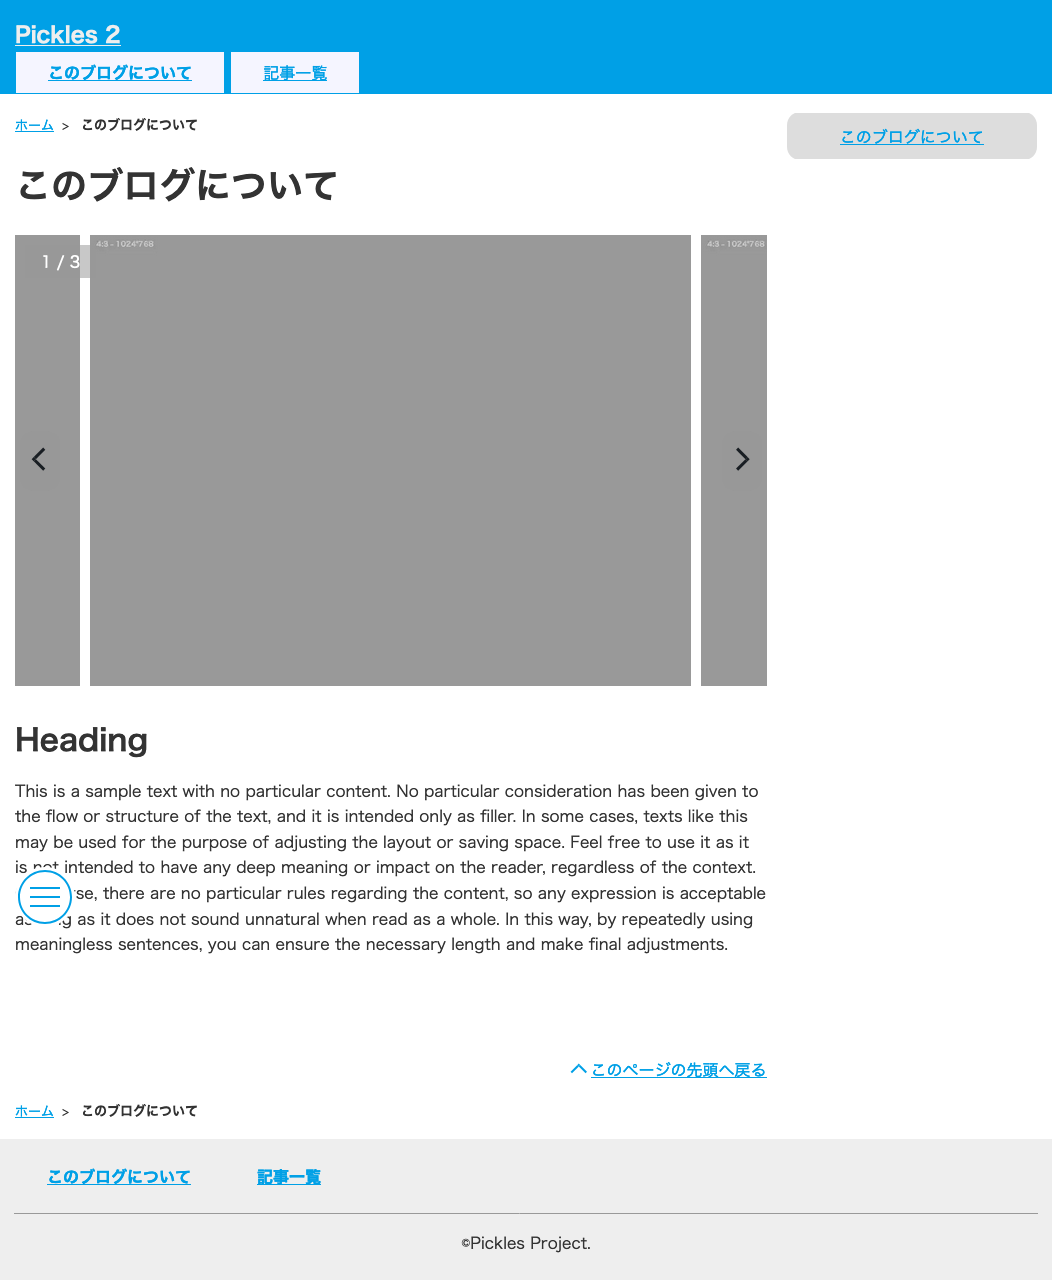 Pickles 2
このブログについて 記事一覧
ホーム > このブログについて
このブログについて
このブログについて
1 / 3
4:3 - 1024*768
4:3 - 1024*768
Heading
This is a sample text with no particular content. No particular consideration has been given to
the flow or structure of the text, and it is intended only as filler. In some cases, texts like this
may be used for the purpose of adjusting the layout or saving space. Feel free to use it as it
is not intended to have any deep meaning or impact on the reader, regardless of the context.
there are no particular rules regarding the content, so any expression is acceptable
as it does not sound unnatural when read as a whole. In this way, by repeatedly using
meaningless sentences, you can ensure the necessary length and make final adjustments.
このページの先頭へ戻る
ホーム > このブログについて
このブログについて 記事一覧
©Pickles Project.